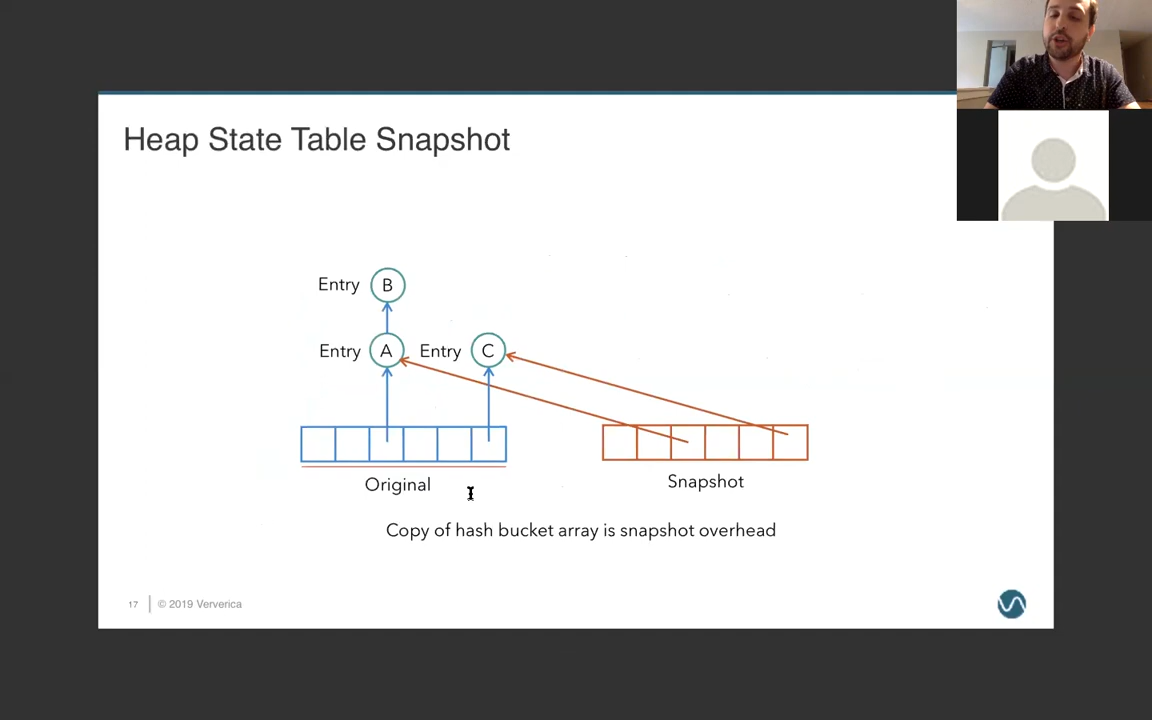 Heap State Table Snapshot
Entry B
Entry A Entry C
Original
Snapshot
Copy of hash bucket array is snapshot overhead
17 © 2019 Ververica